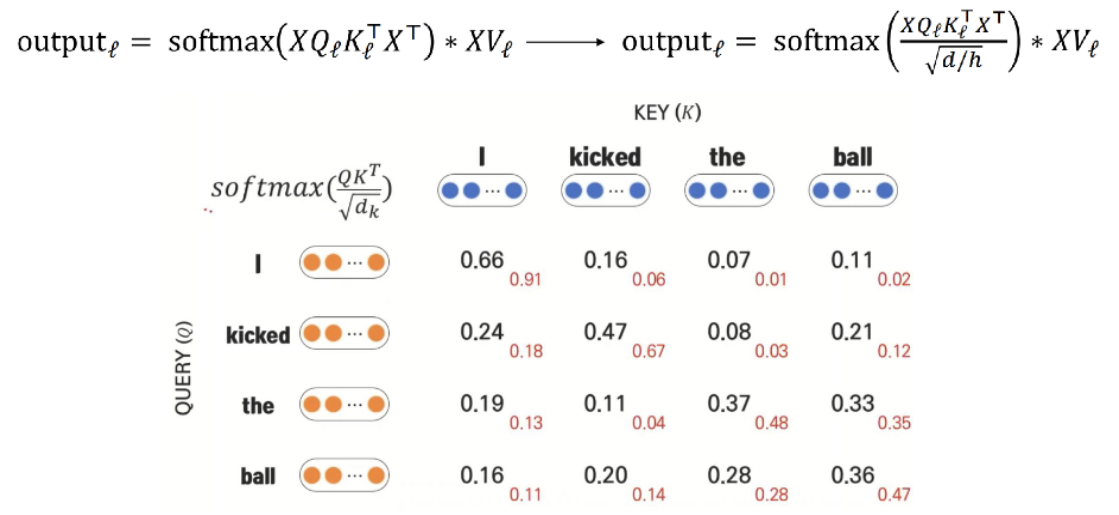 output_ℓ = softmax(XQ_ℓK_ℓ^⊤X^⊤) * XV_ℓ ⟶ output_ℓ = softmax(XQ_ℓK_ℓ^⊤X^⊤ / √d/h) * XV_ℓ
KEY (K)
I kicked the ball
softmax(QK^T / √d_k)
I 0.66 0.91 0.16 0.06 0.07 0.01 0.11 0.02
QUERY (Q)
kicked 0.24 0.18 0.47 0.67 0.08 0.03 0.21 0.12
the 0.19 0.13 0.11 0.04 0.37 0.48 0.33 0.35
ball 0.16 0.11 0.20 0.14 0.28 0.28 0.36 0.47